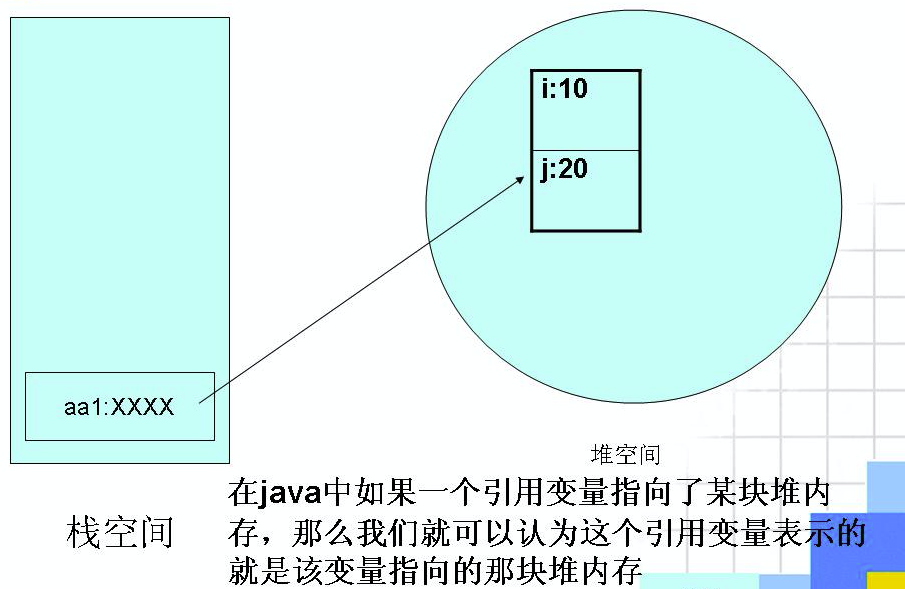 i:10
j:20
aa1:XXXX
堆空间
栈空间
在java中如果一个引用变量指向了某块堆内
存，那么我们就可以认为这个引用变量表示的
就是该变量指向的那块堆内存